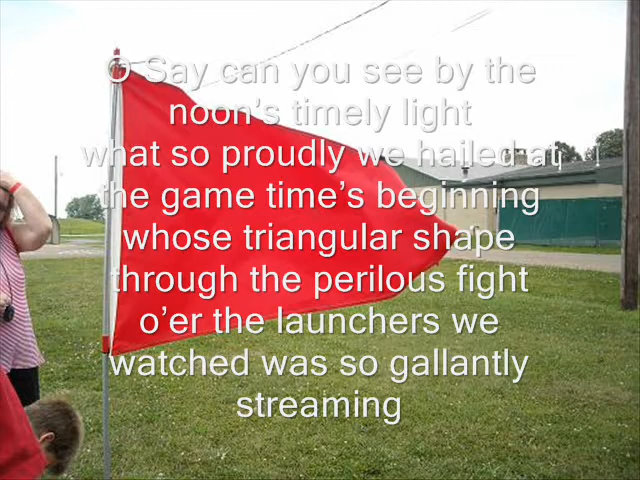 O Say can you see by the
noon's timely light
what so proudly we hailed at
the game time's beginning
whose triangular shape
through the perilous fight
o'er the launchers we
watched was so gallantly
streaming